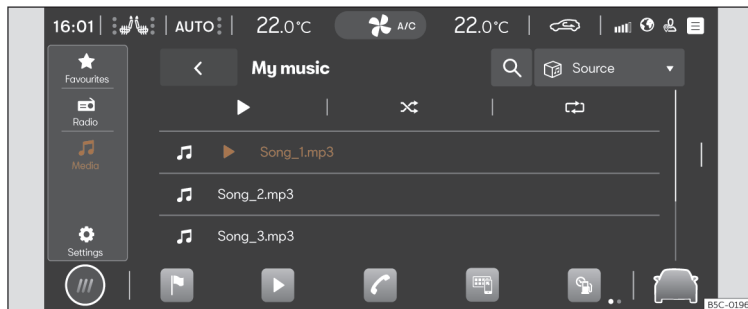 16:01 AUTO 22.0°C A/C 22.0°C
Favourites
My music
Source
Radio
Media
Song_1.mp3
Song_2.mp3
Song_3.mp3
Settings
B5C-0196